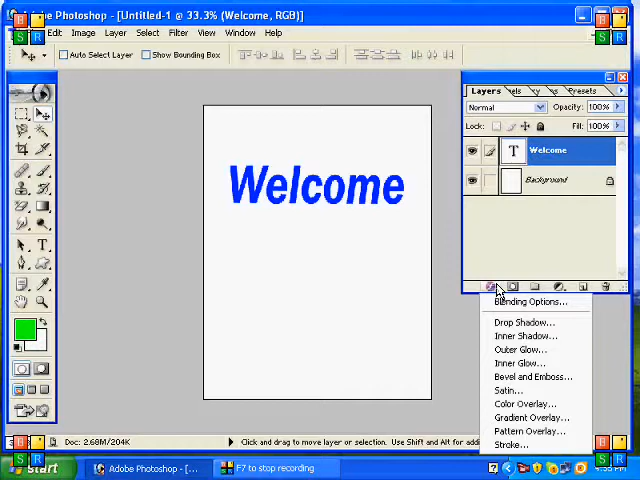 Adobe Photoshop - [Untitled-1 @ 33.3% (Welcome, RGB)]
Edit Image Layer Select Filter View Window Help
Auto Select Layer Show Bounding Box
Layers Presets
Normal Opacity: 100%
Lock: Fill: 100%
T Welcome
Background
Welcome
Blending Options...
Drop Shadow...
Inner Shadow...
Outer Glow...
Inner Glow...
Bevel and Emboss...
Satin...
Color Overlay...
Gradient Overlay...
Pattern Overlay...
Stroke...
Doc: 2.68M/204K Click and drag to move layer or selection. Use Shift and Alt for
start Adobe Photoshop - [... F7 to stop recording
B R
S R